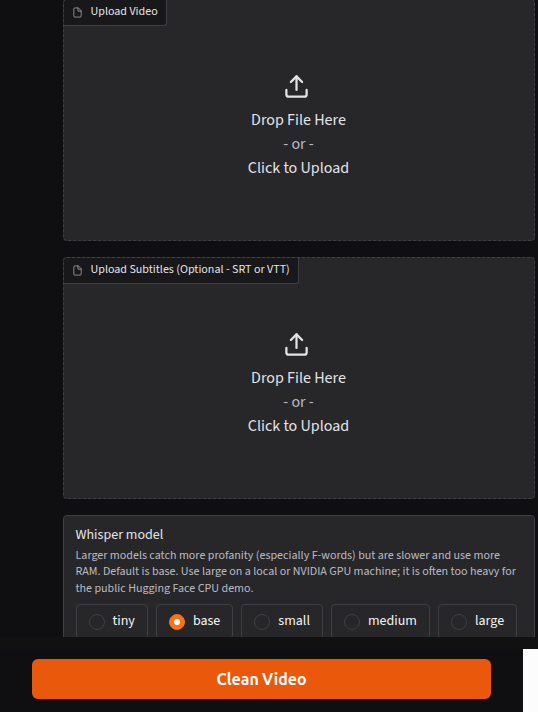 Upload Video
Drop File Here
- or -
Click to Upload
Upload Subtitles (Optional - SRT or VTT)
Drop File Here
- or -
Click to Upload
Whisper model
Larger models catch more profanity (especially F-words) but are slower and use more
RAM. Default is base. Use large on a local or NVIDIA GPU machine; it is often too heavy for
the public Hugging Face CPU demo.
tiny base small medium large
Clean Video